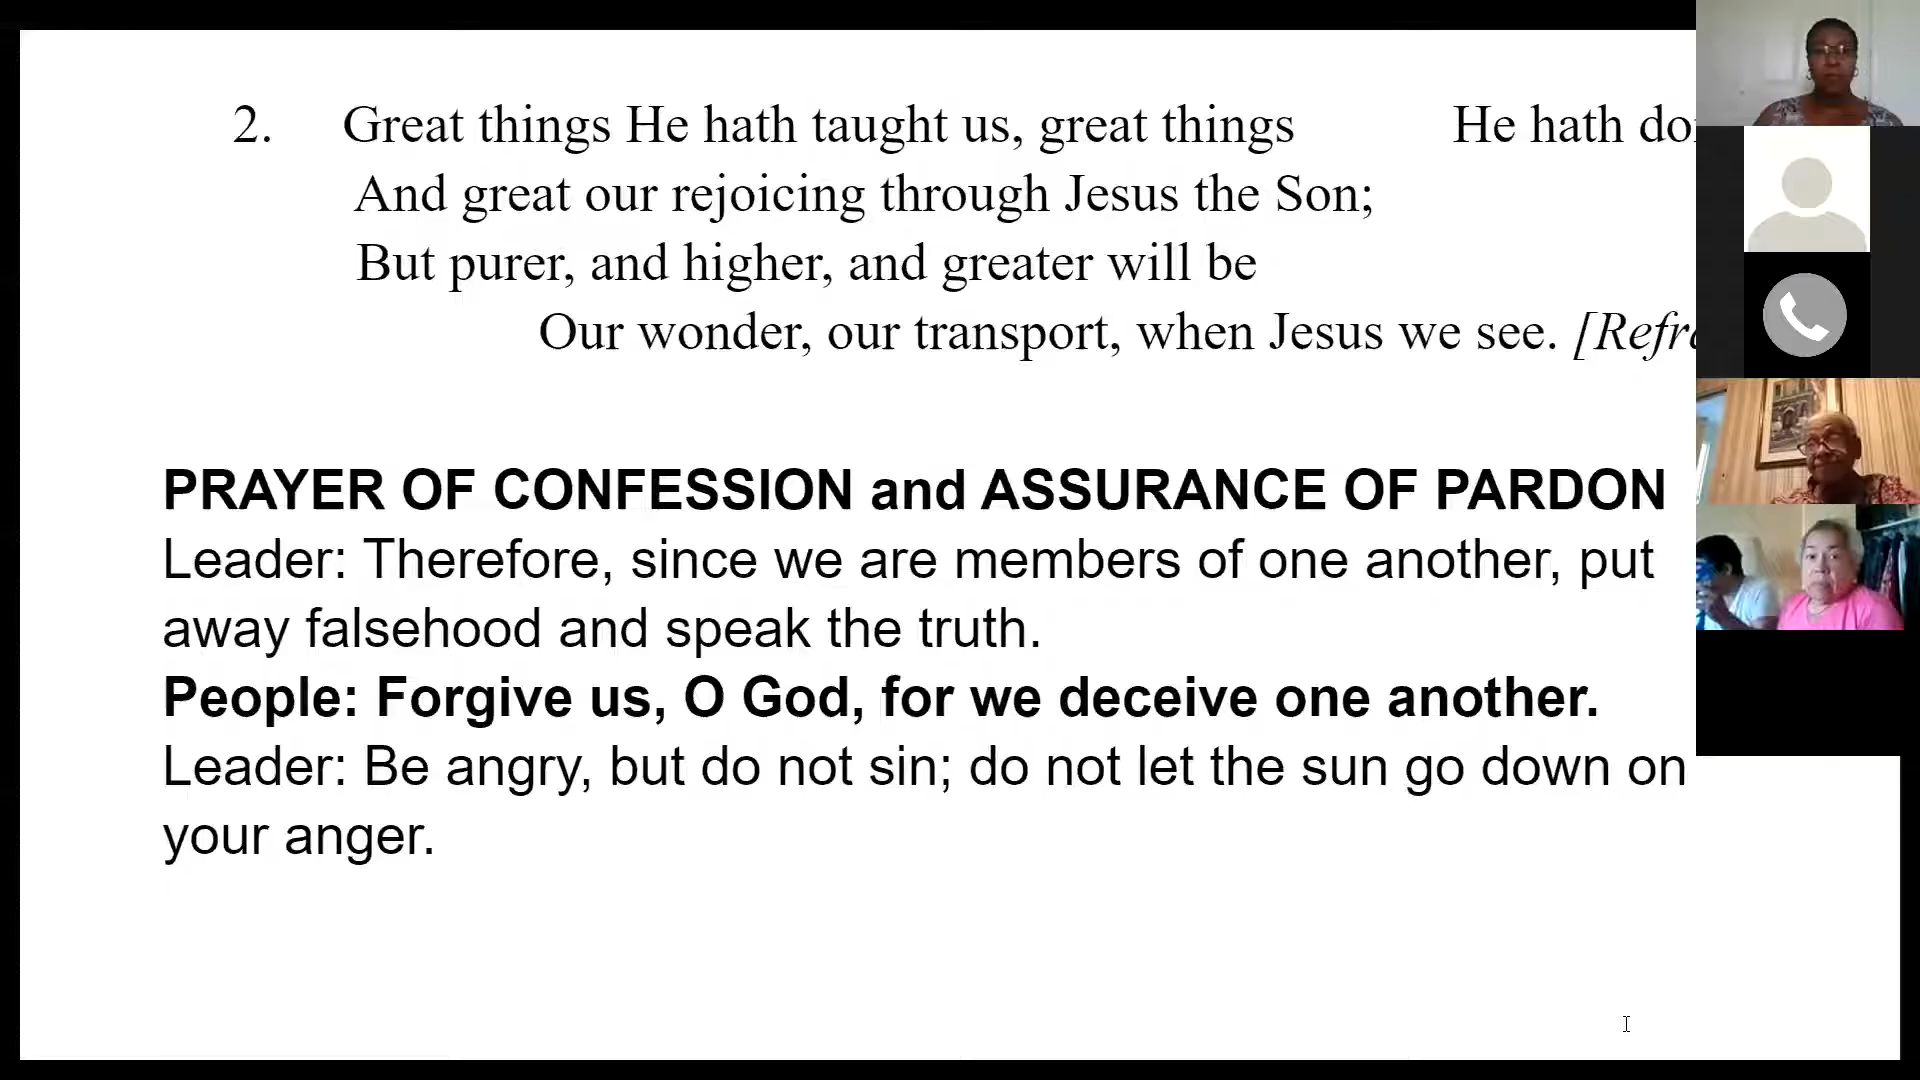 2. Great things He hath taught us, great things He hath
And great our rejoicing through Jesus the Son;
But purer, and higher, and greater will be
Our wonder, our transport, when Jesus we see.
PRAYER OF CONFESSION and ASSURANCE OF PARDON
Leader: Therefore, since we are members of one another, put
away falsehood and speak the truth.
People: Forgive us, O God, for we deceive one another.
Leader: Be angry, but do not sin; do not let the sun go down on
your anger.